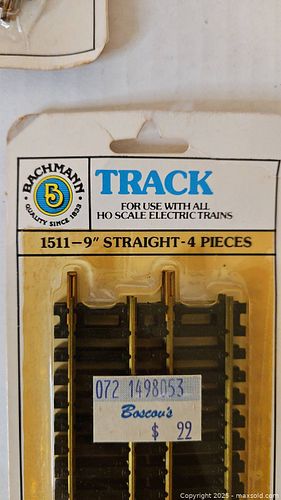 BACHMANN
B
QUALITY SINCE 1833
TRACK
FOR USE WITH ALL
HO SCALE ELECTRIC TRAINS
1511-9" STRAIGHT-4 PIECES
072 1498053
Boscov's
$ 22
Copyright 2025 - maxsold.com